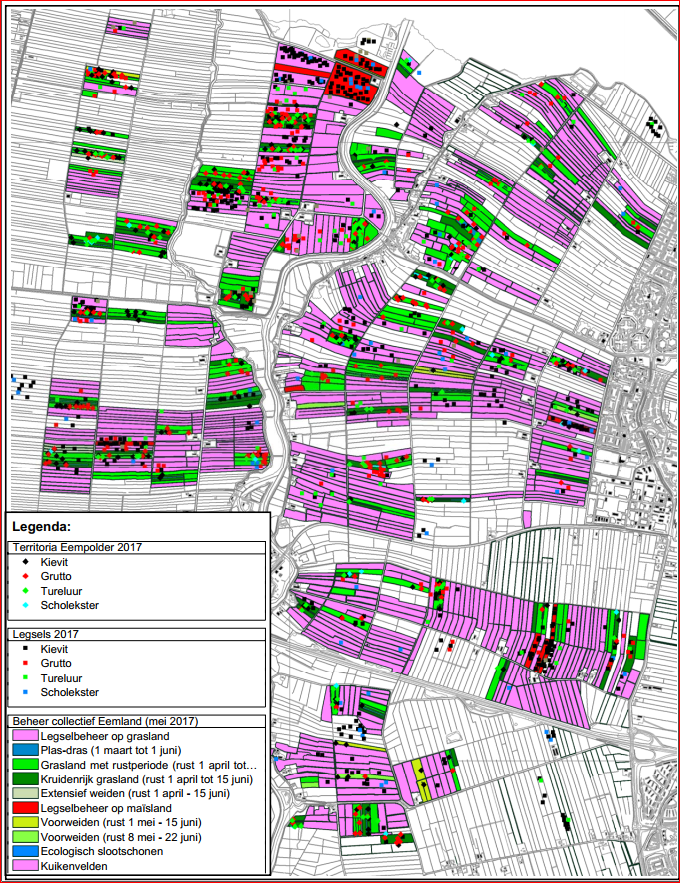 Legenda:
Territoria Eempolder 2017
Kievit
Grutto
Tureluur
Scholekster
Legsels 2017
Kievit
Grutto
Tureluur
Scholekster
Beheer collectief Eemland (mei 2017)
Legselbeheer op grasland
Plas-dras (1 maart to 1 juni)
Grasland met rustperiode (rust 1 april tot...
Kruidenrijk grasland (rust 1 april tot 15 juni)
Extensief weiden (rust 1 april - 15 juni)
Legselbeheer op maïsland
Voorweiden (rust 1 mei - 15 juni)
Voorweiden (rust 8 mei - 22 juni)
Ecologisch slootschonen
Kuikenvelden